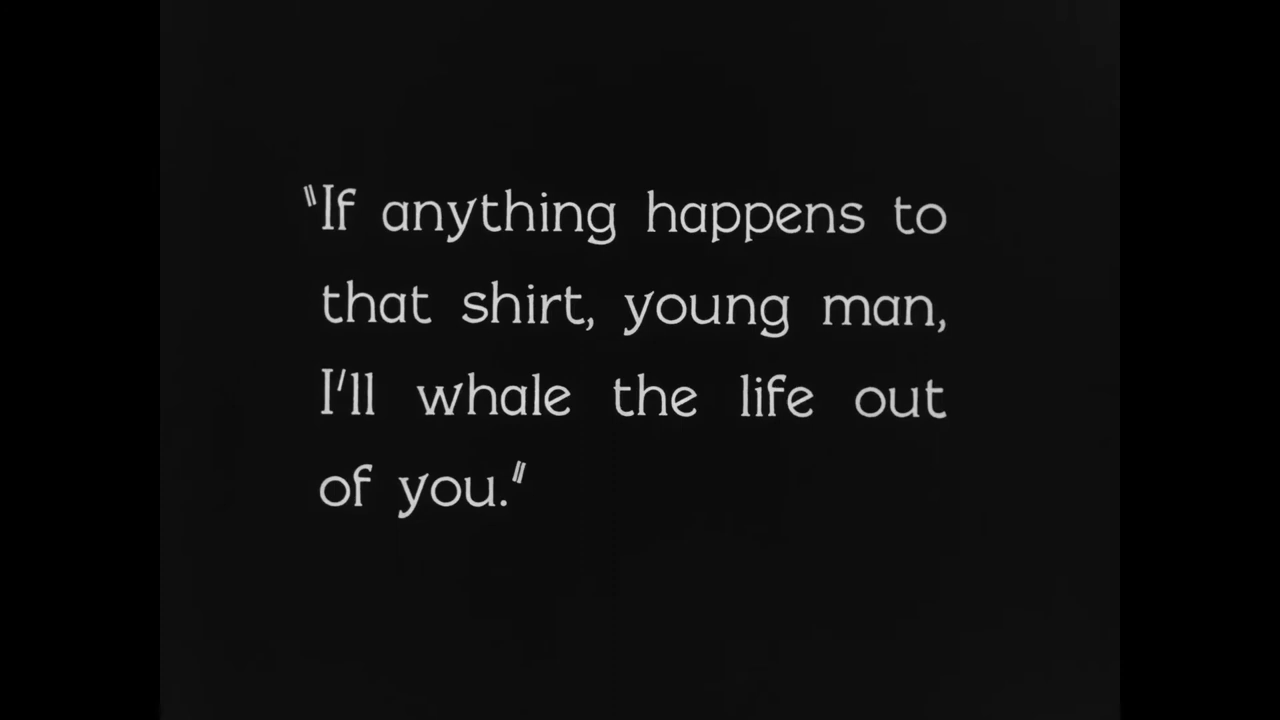 "If anything happens to
that shirt, young man,
I'll whale the life out
of you."